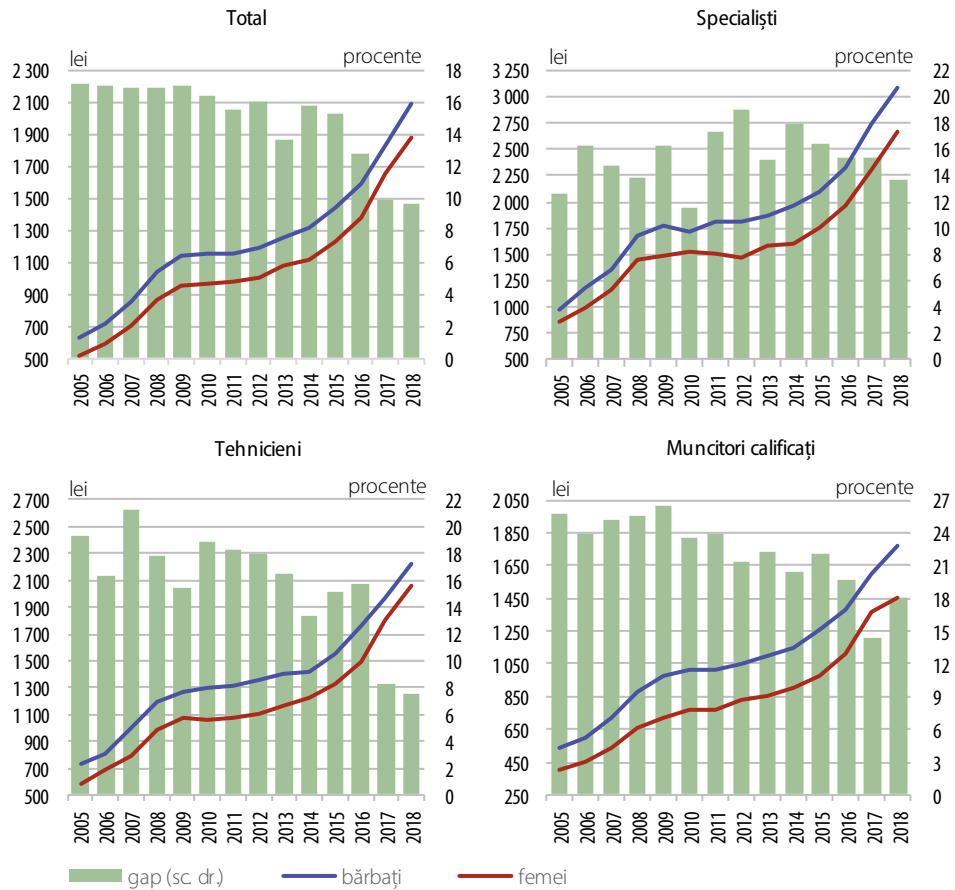 Total
lei procente
2 300 18
2 100 16
1 900 14
1 700 12
1 500 10
1 300 8
1 100 6
900 4
700 2
500 0
2005 2006 2007 2008 2009 2010 2011 2012 2013 2014 2015 2016 2017 2018
Specialiști
lei procente
3 250 22
3 000 20
2 750 18
2 500 16
2 250 14
2 000 12
1 750 10
1 500 8
1 250 6
1 000 4
750 2
500 0
2005 2006 2007 2008 2009 2010 2011 2012 2013 2014 2015 2016 2017 2018
Tehnicieni
lei procente
2 700 22
2 500 20
2 300 18
2 100 16
1 900 14
1 700 12
1 500 10
1 300 8
1 100 6
900 4
700 2
500 0
2005 2006 2007 2008 2009 2010 2011 2012 2013 2014 2015 2016 2017 2018
Muncitori calificați
lei procente
2 050 27
1 850 24
1 650 21
1 450 18
1 250 15
1 050 12
850 9
650 6
450 3
250 0
2005 2006 2007 2008 2009 2010 2011 2012 2013 2014 2015 2016 2017 2018
gap (sc. dr.) bărbați femei